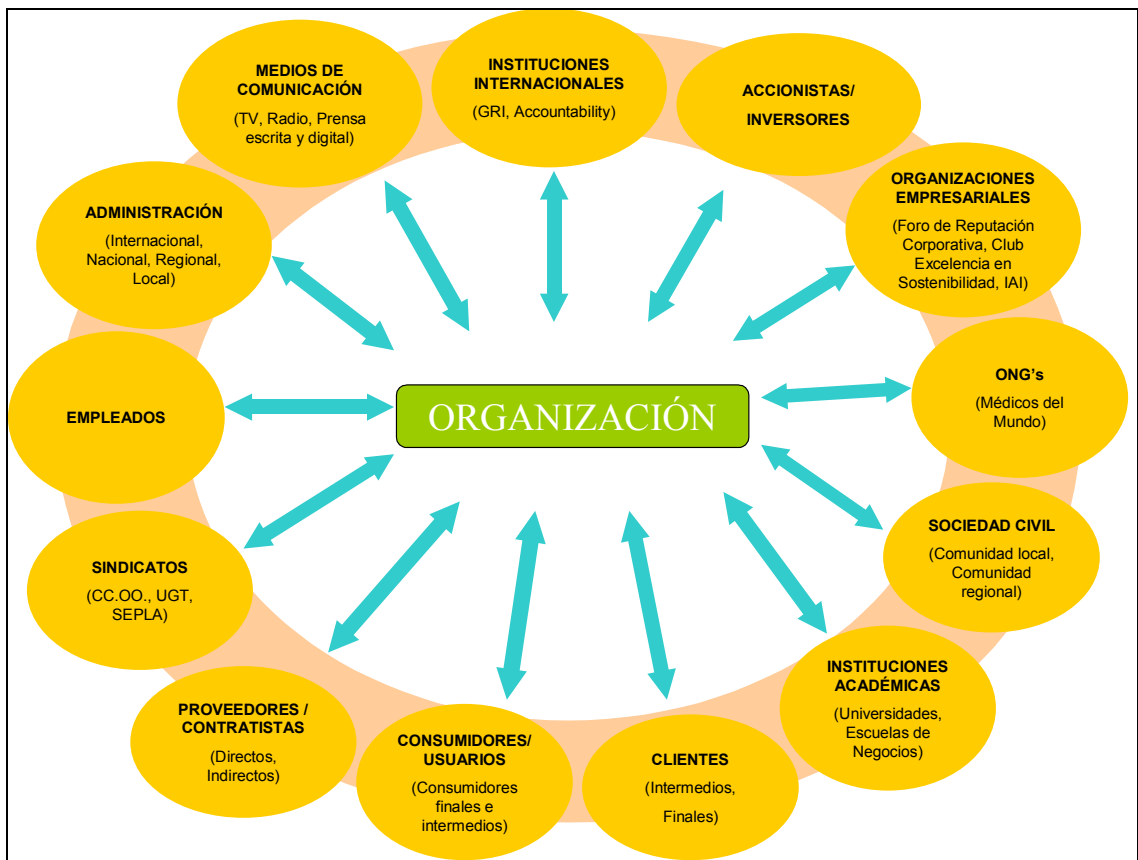 MEDIOS DE
COMUNICACIÓN
(TV, Radio, Prensa
escrita y digital)
INSTITUCIONES
INTERNACIONALES
(GRI, Accountability)
ACCIONISTAS/
INVERSORES
ORGANIZACIONES
EMPRESARIALES
(Foro de Reputación
Corporativa, Club
Excelencia en
Sostenibilidad, IAI)
ADMINISTRACIÓN
(Internacional,
Nacional, Regional,
Local)
ONG’s
(Médicos del
Mundo)
EMPLEADOS
ORGANIZACIÓN
SOCIEDAD CIVIL
(Comunidad local,
Comunidad
regional)
SINDICATOS
(CC.OO., UGT,
SEPLA)
INSTITUCIONES
ACADÉMICAS
(Universidades,
Escuelas de
Negocios)
PROVEEDORES /
CONTRATISTAS
(Directos,
Indirectos)
CONSUMIDORES/
USUARIOS
(Consumidores
finales e
intermedios)
CLIENTES
(Intermedios,
Finales)